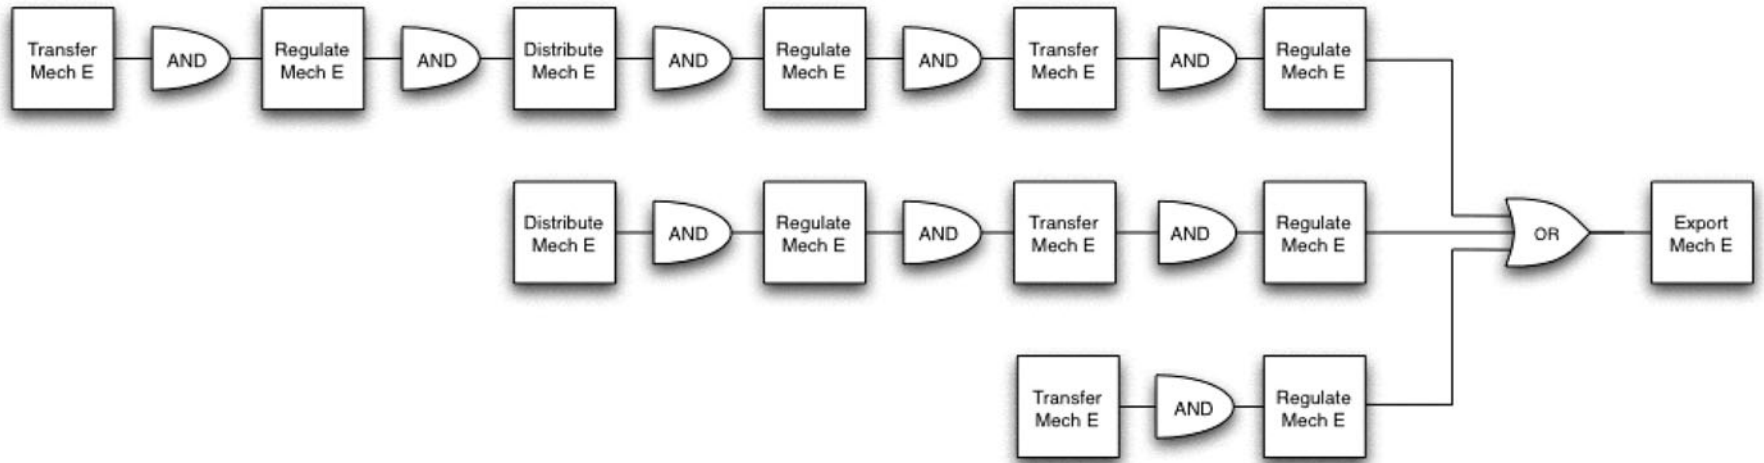 Transfer
Mech E
AND
Regulate
Mech E
AND
Distribute
Mech E
AND
Regulate
Mech E
AND
Transfer
Mech E
AND
Regulate
Mech E
Distribute
Mech E
AND
Regulate
Mech E
AND
Transfer
Mech E
AND
Regulate
Mech E
OR
Export
Mech E
Transfer
Mech E
AND
Regulate
Mech E